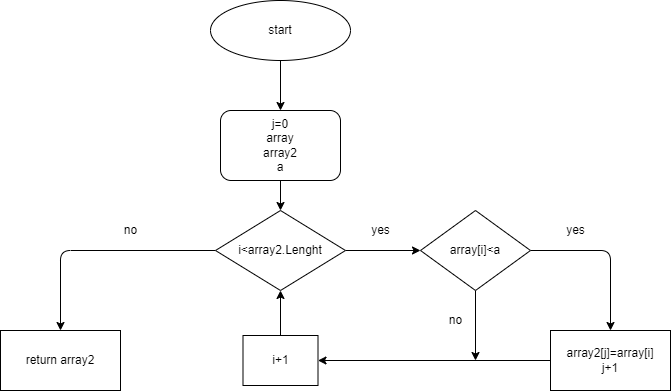 start
j=0
array
array2
a
no
i<array2.Lenght
yes
array[i]<a
yes
no
return array2
i+1
array2[j]=array[i]
j+1